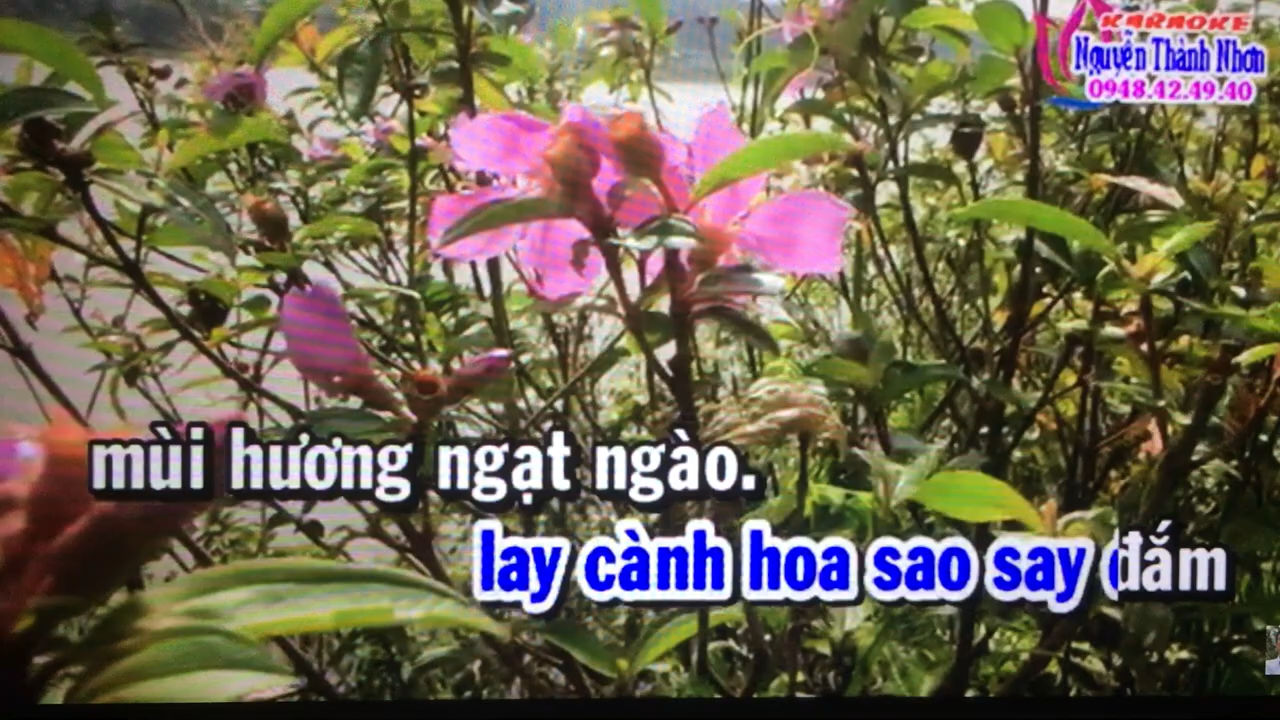 KARAOKE
Nguyễn Thành Nhơn
0948.42.49.40
mùi hương ngạt ngào.
lay cành hoa sao say đắm